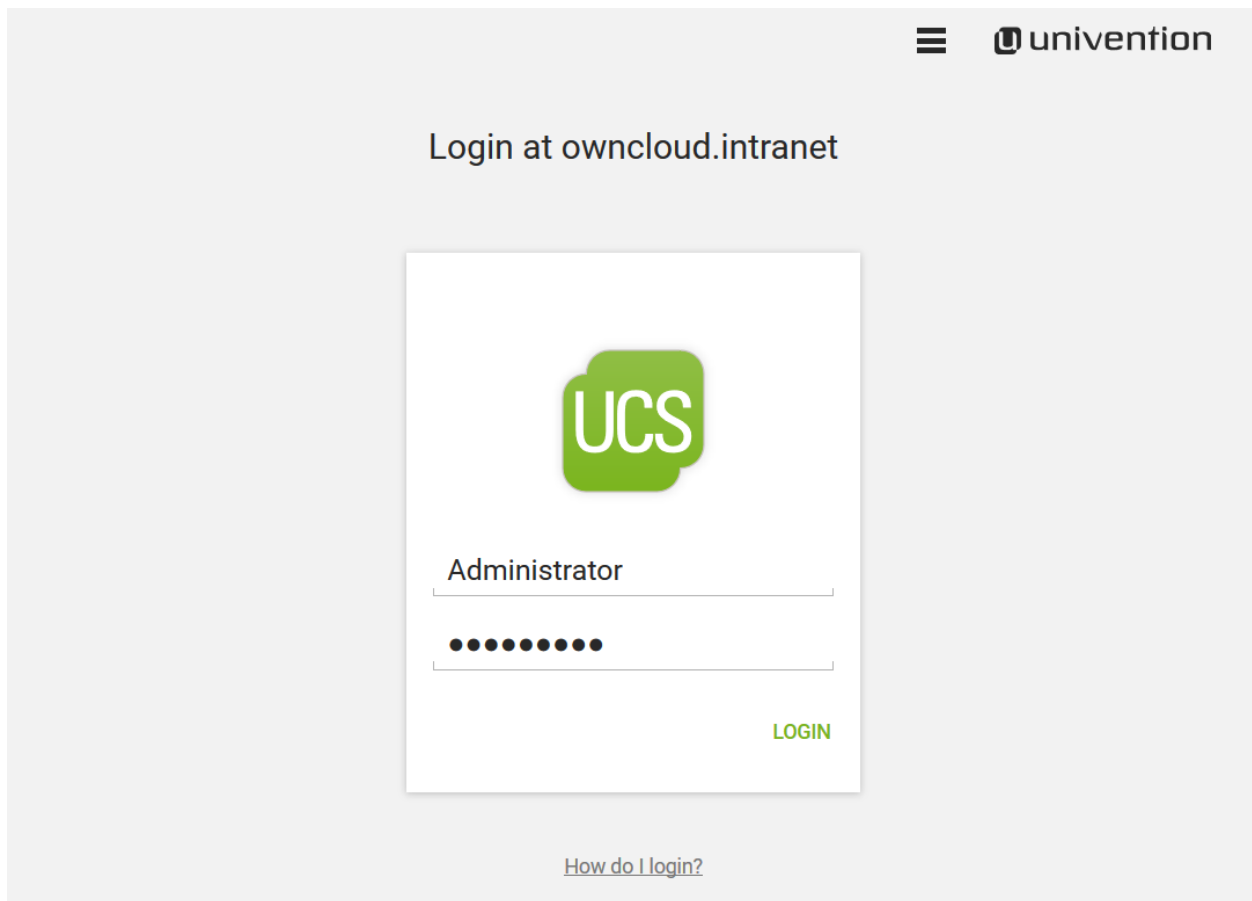 univention
Login at owncloud.intranet
UCS
Administrator
●●●●●●●●●
LOGIN
How do I login?